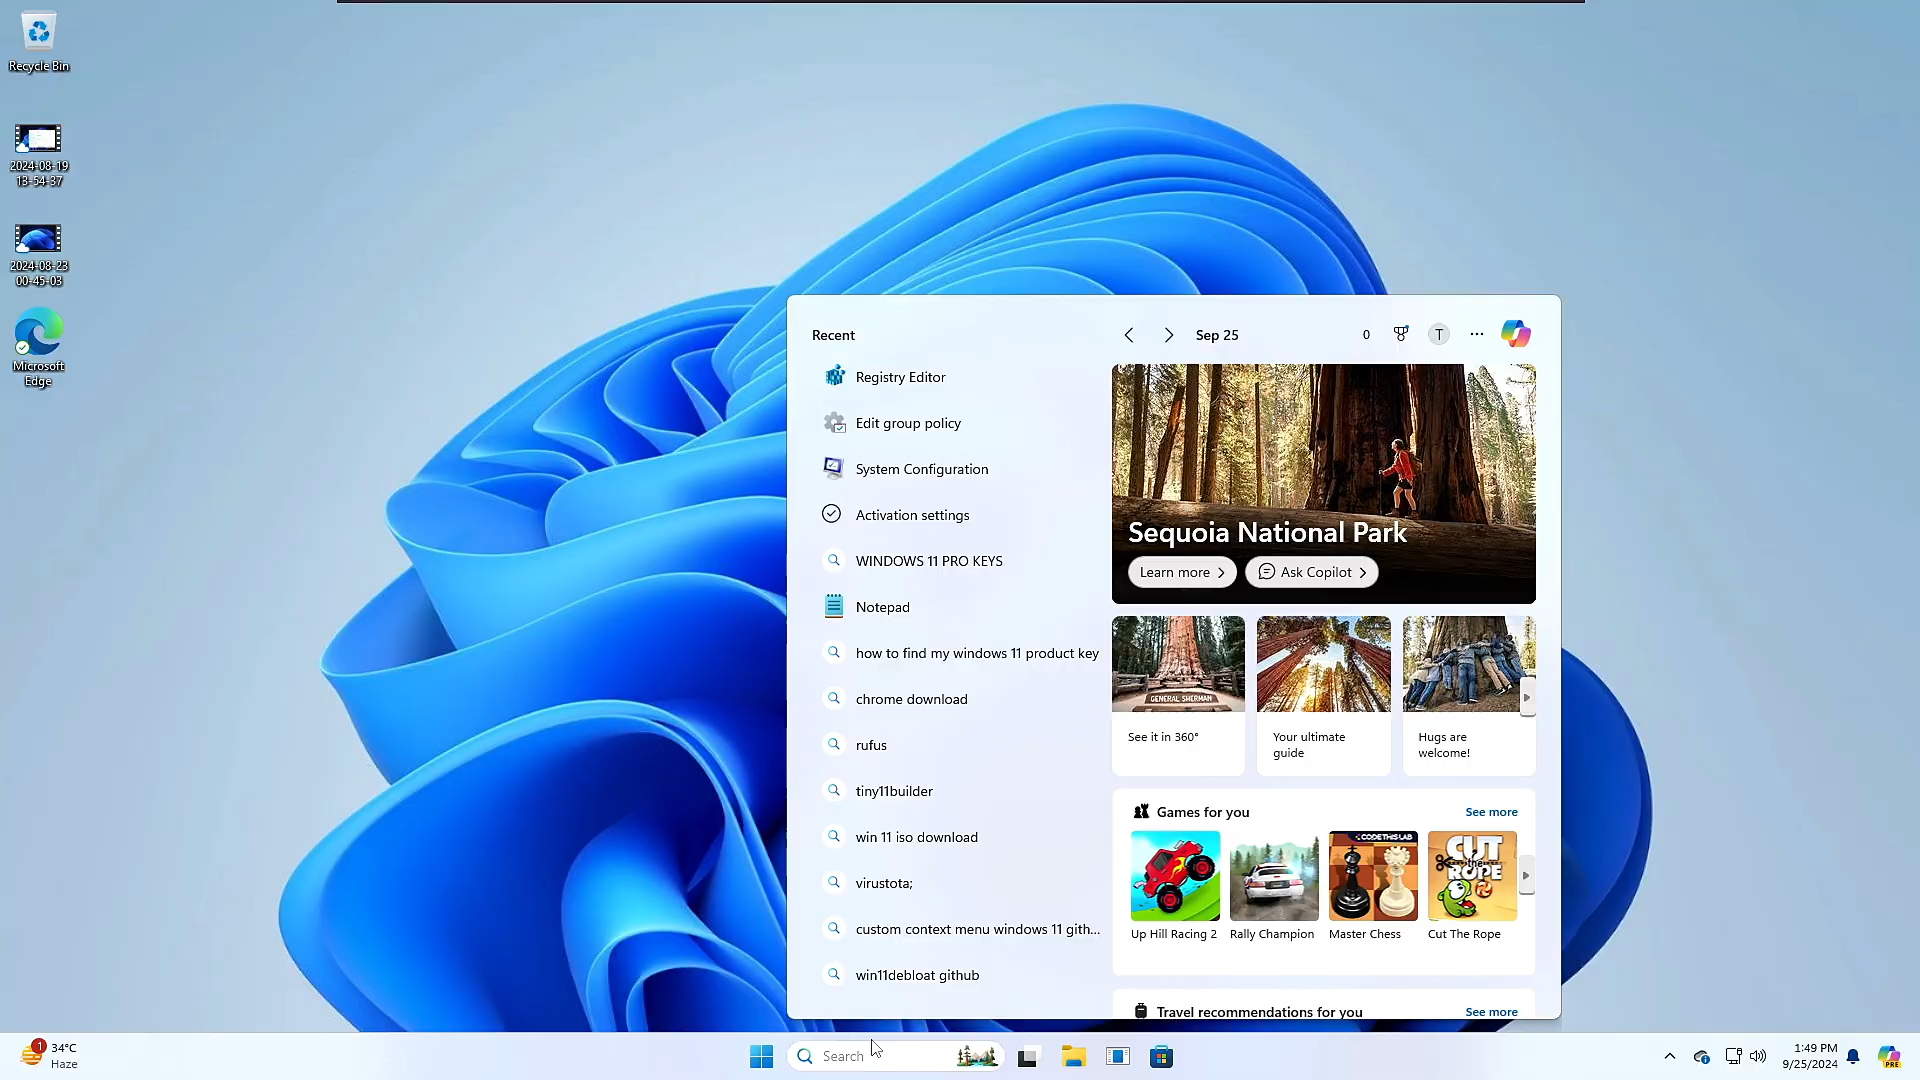 Recycle Bin
2024-08-19
13-54-37
2024-08-23
00-45-03
Microsoft
Edge
Recent
Registry Editor
Edit group policy
System Configuration
Activation settings
WINDOWS 11 PRO KEYS
Notepad
how to find my windows 11 product key
chrome download
rufus
tiny11builder
win 11 iso download
virustota;
custom context menu windows 11 gith...
win11debloat github
Sep 25
0
T
Sequoia National Park
Learn more
Ask Copilot
GENERAL SHERMAN
See it in 360°
Your ultimate
guide
Hugs are
welcome!
Games for you
See more
CODETHISLAB
CUT
the
ROPE
Up Hill Racing 2
Rally Champion
Master Chess
Cut The Rope
Travel recommendations for you
See more
1
34°C
Haze
Search
1:49 PM
9/25/2024
PRE